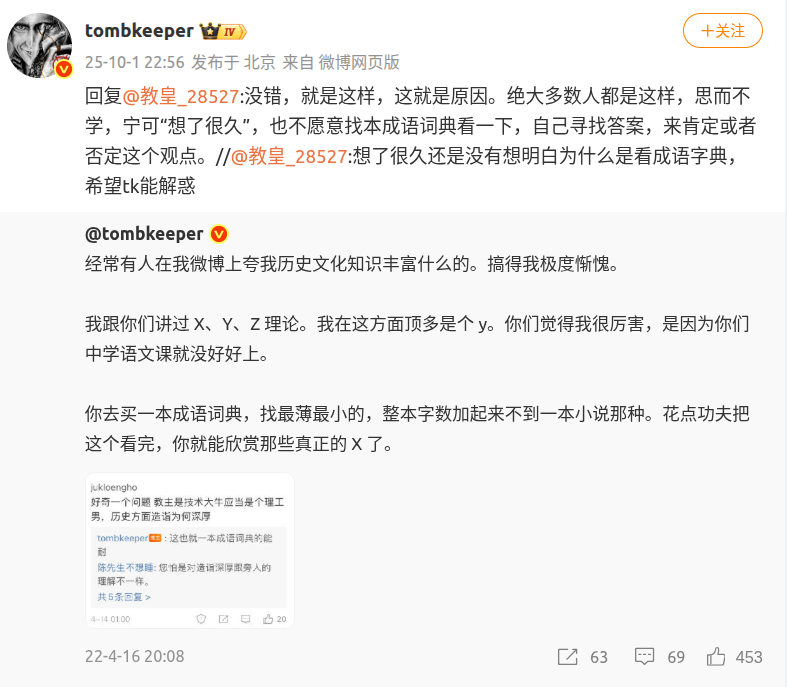 tombkeeper IV
+关注
25-10-1 22:56 发布于 北京 来自 微博网页版
回复@教皇_28527:没错，就是这样，这就是原因。绝大多数人都是这样，思而不
学，宁可“想了很久”，也不愿意找本成语词典看一下，自己寻找答案，来肯定或者
否定这个观点。//@教皇_28527:想了很久还是没有想明白为什么是看成语字典，
希望tk能解惑
@tombkeeper
经常有人在我微博上夸我历史文化知识丰富什么的。搞得我极度惭愧。
我跟你们讲过 X、Y、Z 理论。我在这方面顶多是个 y。你们觉得我很厉害，是因为你们
中学语文课就没好好上。
你去买一本成语词典，找最薄最小的，整本字数加起来不到一本小说那种。花点功夫把
这个看完，你就能欣赏那些真正的 X 了。
jukloengho
好奇一个问题 教主是技术大牛应当是个理工
男，历史方面造诣为何深厚
tombkeeper：这也就一本成语词典的能
耐
陈先生不想睡：您怕是对造诣深厚跟旁人的
理解不一样。
共5条回复 >
4-14 01:00
20
22-4-16 20:08
63
69
453